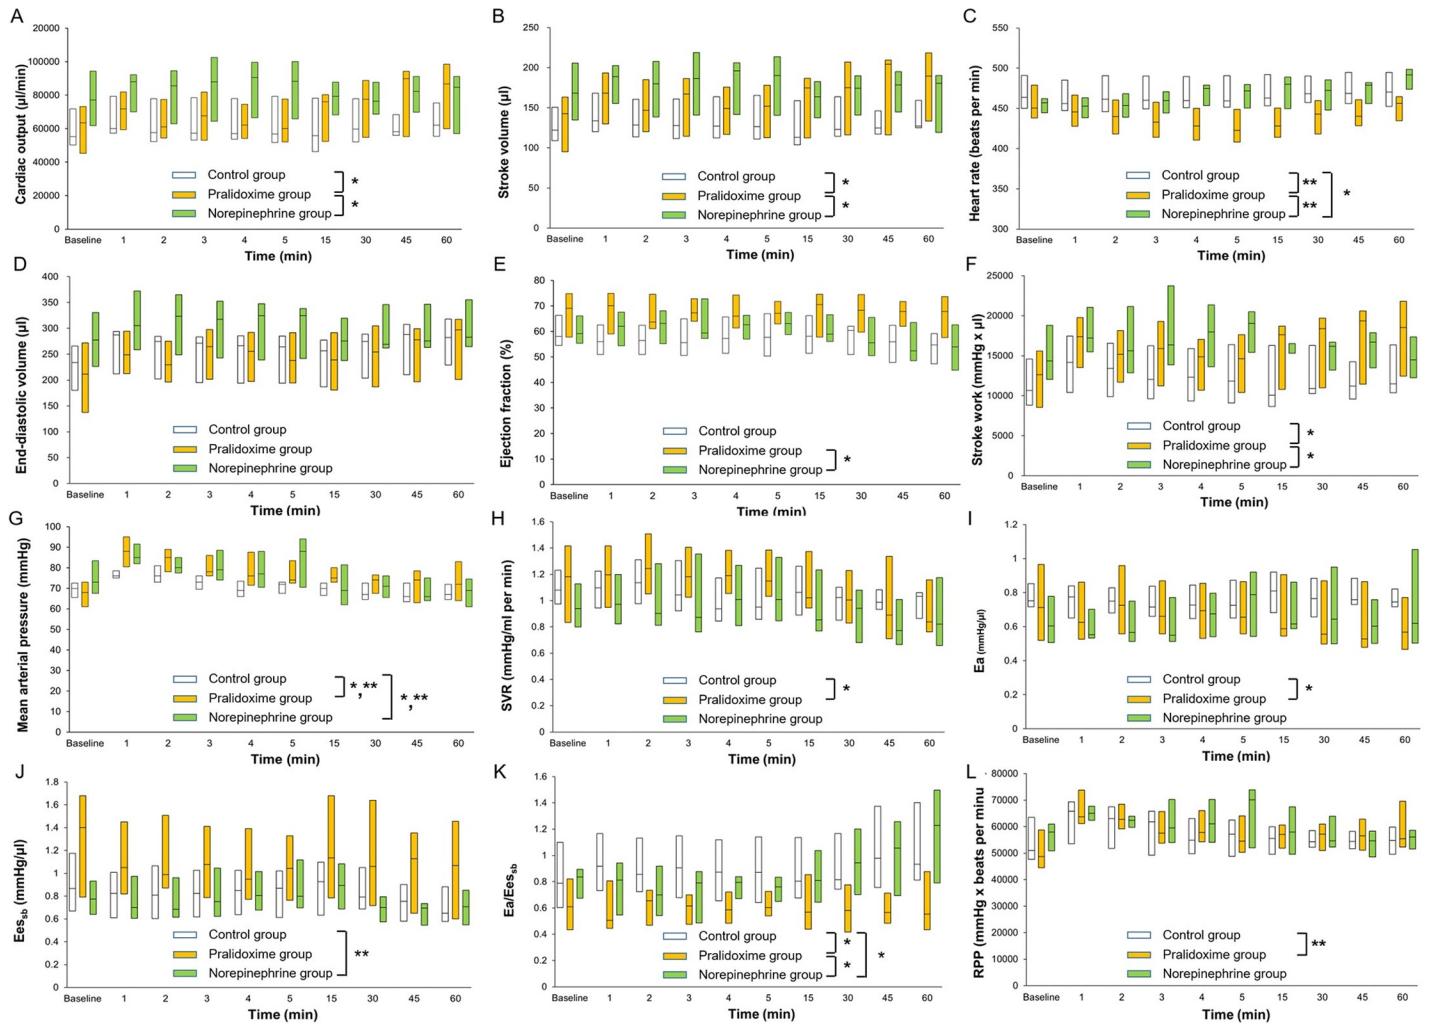 A
Cardiac output (µl/min)
20000
100000
80000
60000
40000
20000
0
Control group
Pralidoxime group
Norepinephrine group
*
*
Baseline 1 2 3 4 5 15 30 45 60
Time (min)
B
Stroke volume (µl)
250
200
150
100
50
0
Control group
Pralidoxime group
Norepinephrine group
*
*
Baseline 1 2 3 4 5 15 30 45 60
Time (min)
C
Heart rate (beats per min)
550
500
450
400
350
300
Control group
Pralidoxime group
Norepinephrine group
**
**
*
Baseline 1 2 3 4 5 15 30 45 60
Time (min)
D
End-diastolic volume (µl)
400
350
300
250
200
150
100
50
0
Control group
Pralidoxime group
Norepinephrine group
Baseline 1 2 3 4 5 15 30 45 60
Time (min)
E
Ejection fraction (%)
80
70
60
50
40
30
20
10
0
Control group
Pralidoxime group
Norepinephrine group
*
Baseline 1 2 3 4 5 15 30 45 60
Time (min)
F
Stroke work (mmHg x µl)
25000
20000
15000
10000
5000
0
Control group
Pralidoxime group
Norepinephrine group
*
*
Baseline 1 2 3 4 5 15 30 45 60
Time (min)
G
Mean arterial pressure (mmHg)
100
90
80
70
60
50
40
30
20
10
0
Control group
Pralidoxime group
Norepinephrine group
*,**
*,**
Baseline 1 2 3 4 5 15 30 45 60
Time (min)
H
SVR (mmHg/ml per min)
1.6
1.4
1.2
1
0.8
0.6
0.4
0.2
0
Control group
Pralidoxime group
Norepinephrine group
*
Baseline 1 2 3 4 5 15 30 45 60
Time (min)
I
Ea (mmHg/µl)
1.2
1
0.8
0.6
0.4
0.2
0
Control group
Pralidoxime group
Norepinephrine group
*
Baseline 1 2 3 4 5 15 30 45 60
Time (min)
J
Eessb (mmHg/µl)
1.8
1.6
1.4
1.2
1
0.8
0.6
0.4
0.2
0
Control group
Pralidoxime group
Norepinephrine group
**
Baseline 1 2 3 4 5 15 30 45 60
Time (min)
K
Ea/Eessb
1.6
1.4
1.2
1
0.8
0.6
0.4
0.2
0
Control group
Pralidoxime group
Norepinephrine group
*
*
*
Baseline 1 2 3 4 5 15 30 45 60
Time (min)
L
RPP (mmHg x beats per minu
80000
70000
60000
50000
40000
30000
20000
10000
0
Control group
Pralidoxime group
Norepinephrine group
**
Baseline 1 2 3 4 5 15 30 45 60
Time (min)